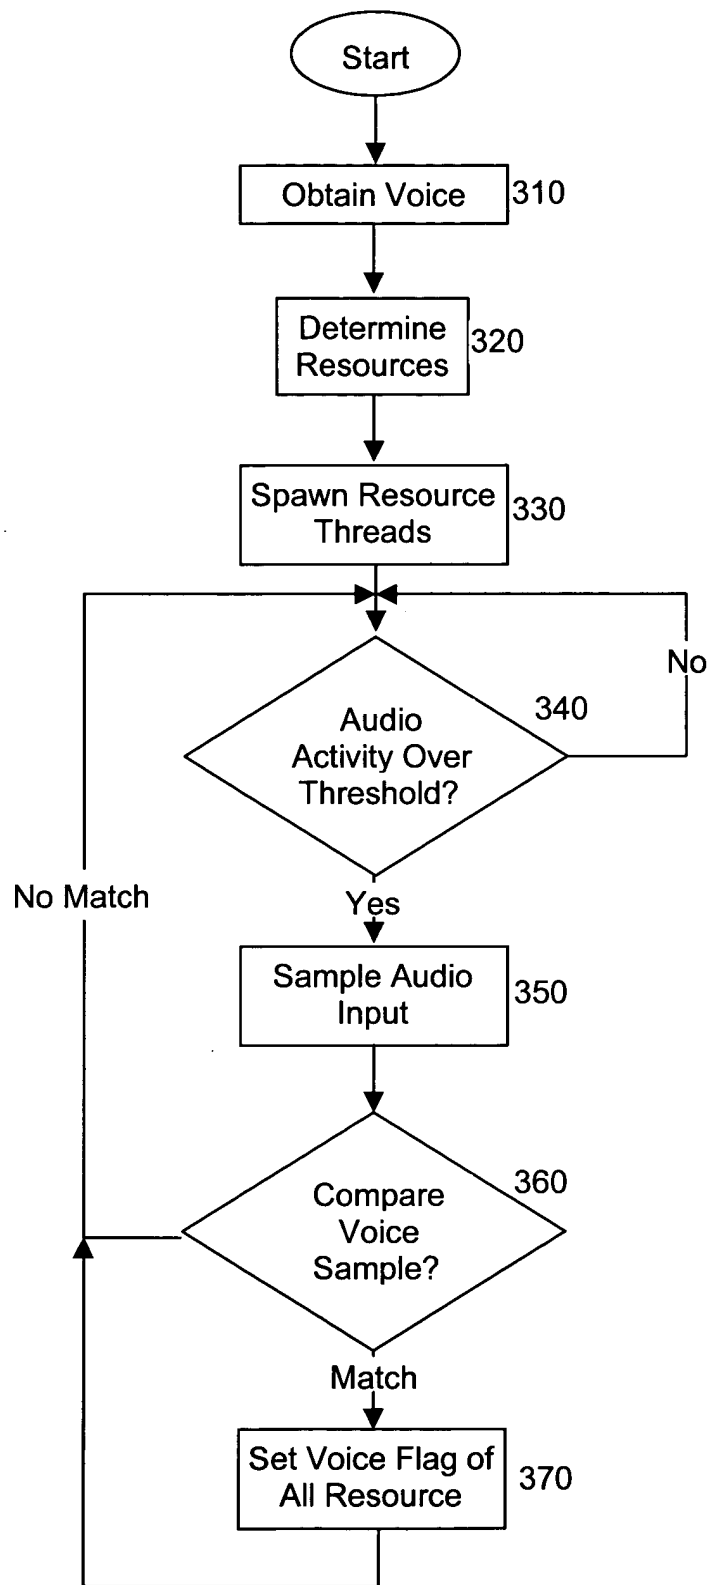 Start
Obtain Voice
310
Determine
Resources
320
Spawn Resource
Threads
330
No
340
Audio
Activity Over
Threshold?
No Match
Yes
Sample Audio
Input
350
360
Compare
Voice
Sample?
Match
Set Voice Flag of
All Resource
370